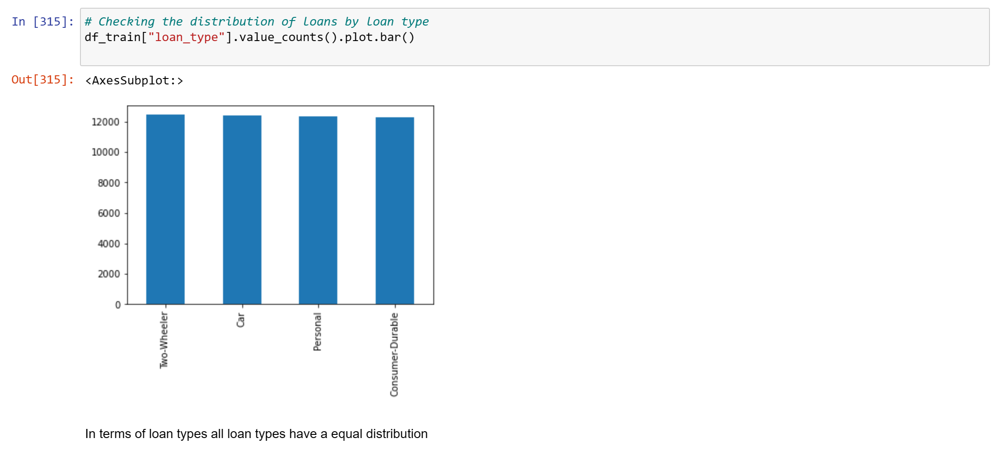 In [315]: # Checking the distribution of loans by loan type
df_train["loan_type"].value_counts().plot.bar()
Out[315]: <AxesSubplot:>
12000
10000
8000
6000
4000
2000
0
Two-Wheeler
Car
Personal
Consumer-Durable
In terms of loan types all loan types have a equal distribution